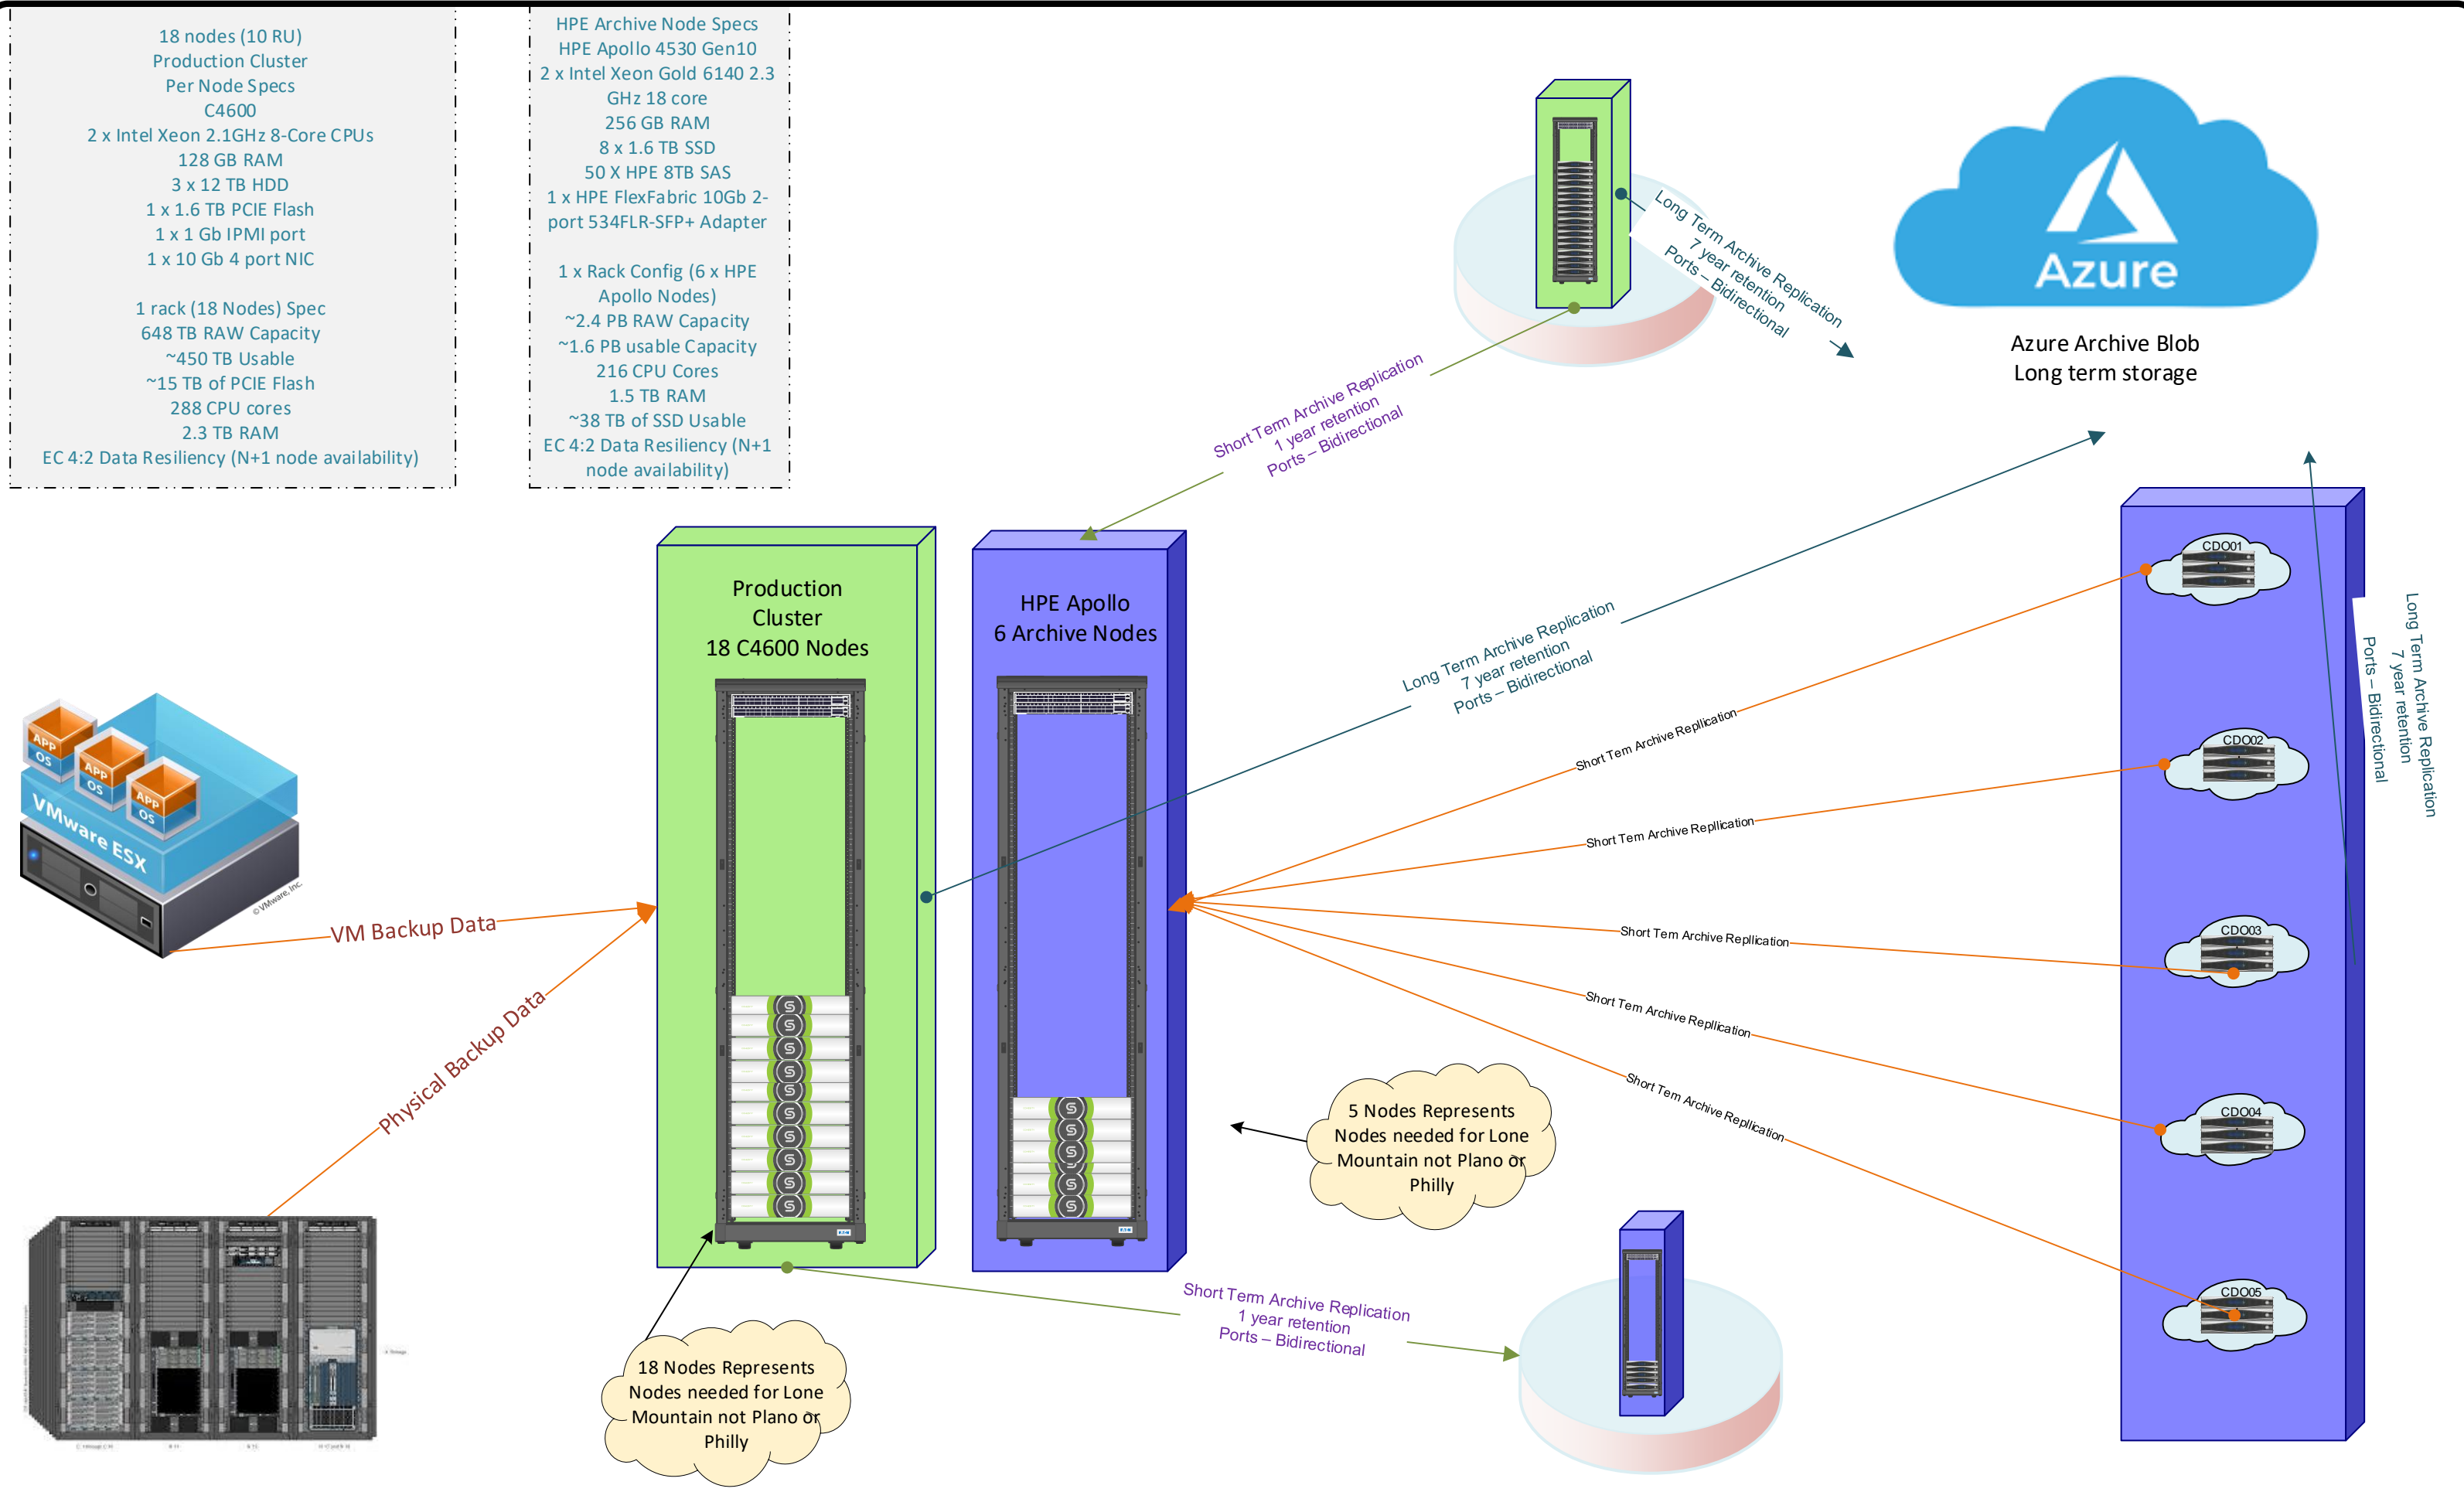 18 nodes (10 RU)
Production Cluster
Per Node Specs
C4600
2 x Intel Xeon 2.1GHz 8-Core CPUs
128 GB RAM
3 x 12 TB HDD
1 x 1.6 TB PCIE Flash
1 x 1 Gb IPMI port
1 x 10 Gb 4 port NIC
1 rack (18 Nodes) Spec
648 TB RAW Capacity
~450 TB Usable
~15 TB of PCIE Flash
288 CPU cores
2.3 TB RAM
EC 4:2 Data Resiliency (N+1 node availability)
HPE Archive Node Specs
HPE Apollo 4530 Gen10
2 x Intel Xeon Gold 6140 2.3
GHz 18 core
256 GB RAM
8 x 1.6 TB SSD
50 X HPE 8TB SAS
1 x HPE FlexFabric 10Gb 2-
port 534FLR-SFP+ Adapter
1 x Rack Config (6 x HPE
Apollo Nodes)
~2.4 PB RAW Capacity
~1.6 PB usable Capacity
216 CPU Cores
1.5 TB RAM
~38 TB of SSD Usable
EC 4:2 Data Resiliency (N+1
node availability)
Long Term Archive Replication
7 year retention
Ports – Bidirectional
Azure
Azure Archive Blob
Long term storage
Short Term Archive Replication
1 year retention
Ports – Bidirectional
Production
Cluster
18 C4600 Nodes
HPE Apollo
6 Archive Nodes
Long Term Archive Replication
7 year retention
Ports – Bidirectional
CDO01
CDO02
CDO03
CDO04
CDO05
Long Term Archive Replication
7 year retention
Ports – Bidirectional
Short Tem Archive Repllication
Short Tem Archive Repllication
Short Tem Archive Repllication
Short Tem Archive Repllication
Short Tem Archive Repllication
APP
OS
APP
OS
APP
OS
VMware ESX
© VMware, Inc.
VM Backup Data
Physical Backup Data
5 Nodes Represents
Nodes needed for Lone
Mountain not Plano or
Philly
18 Nodes Represents
Nodes needed for Lone
Mountain not Plano or
Philly
Short Term Archive Replication
1 year retention
Ports – Bidirectional